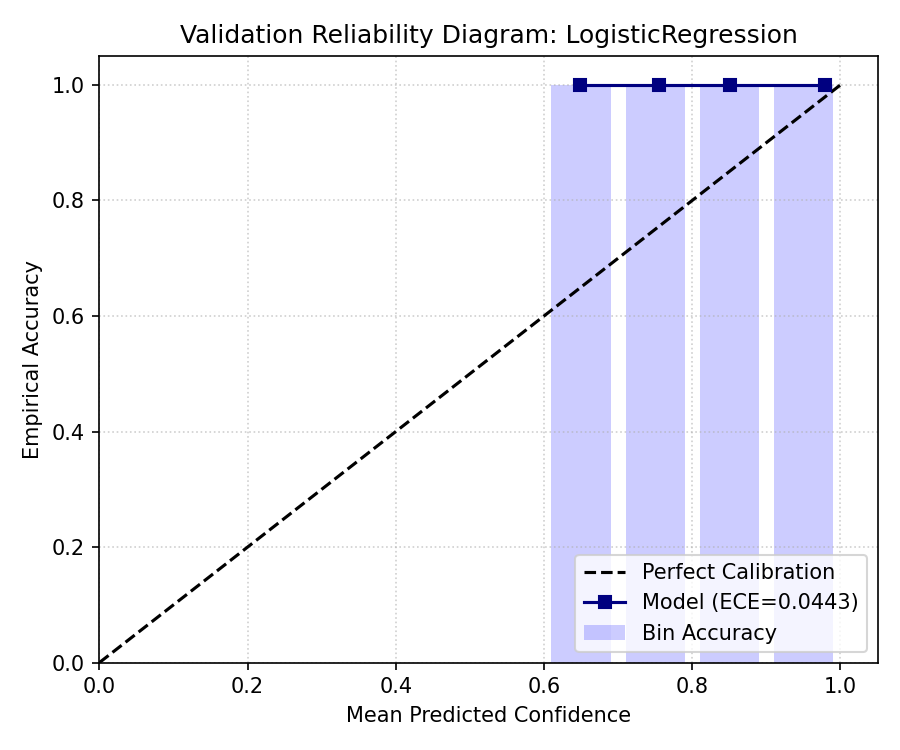 Validation Reliability Diagram: LogisticRegression
1.0
0.8
0.6
0.4
0.2
0.0
Empirical Accuracy
Perfect Calibration
Model (ECE=0.0443)
Bin Accuracy
0.0 0.2 0.4 0.6 0.8 1.0
Mean Predicted Confidence